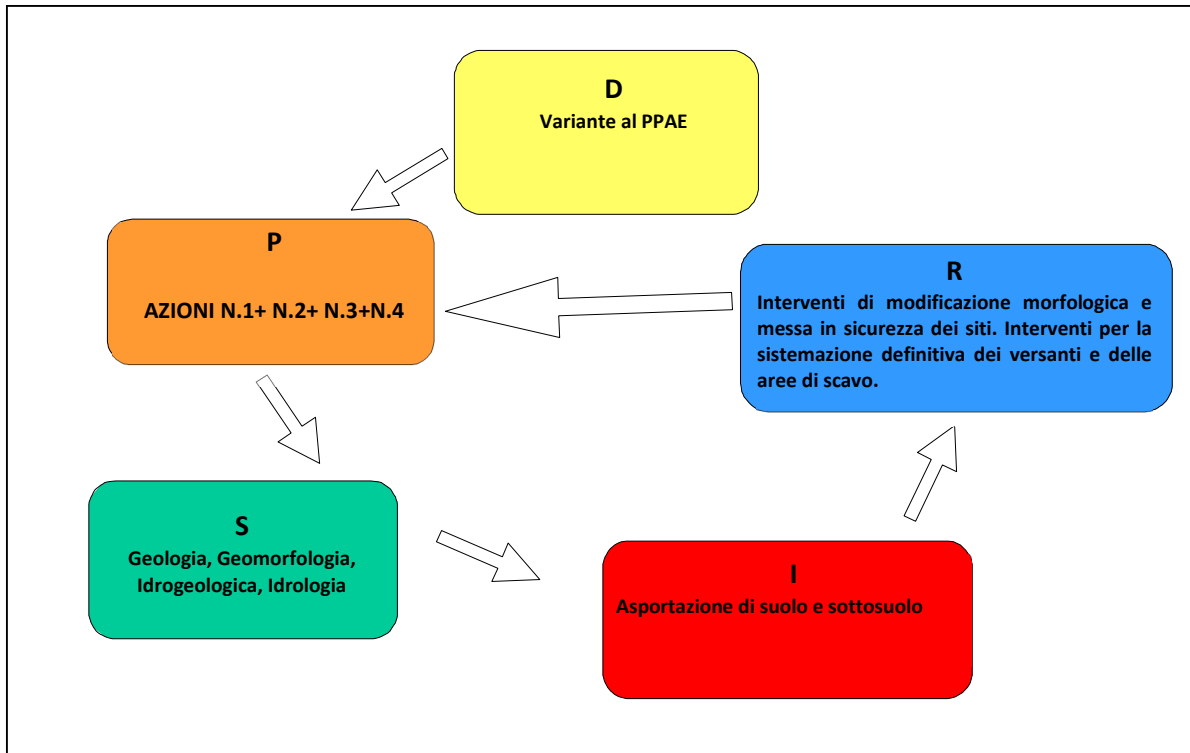 D
Variante al PPAE
P
AZIONI N.1+ N.2+ N.3+N.4
R
Interventi di modificazione morfologica e
messa in sicurezza dei siti. Interventi per la
sistemazione definitiva dei versanti e delle
aree di scavo.
S
Geologia, Geomorfologia,
Idrogeologica, Idrologia
I
Asportazione di suolo e sottosuolo